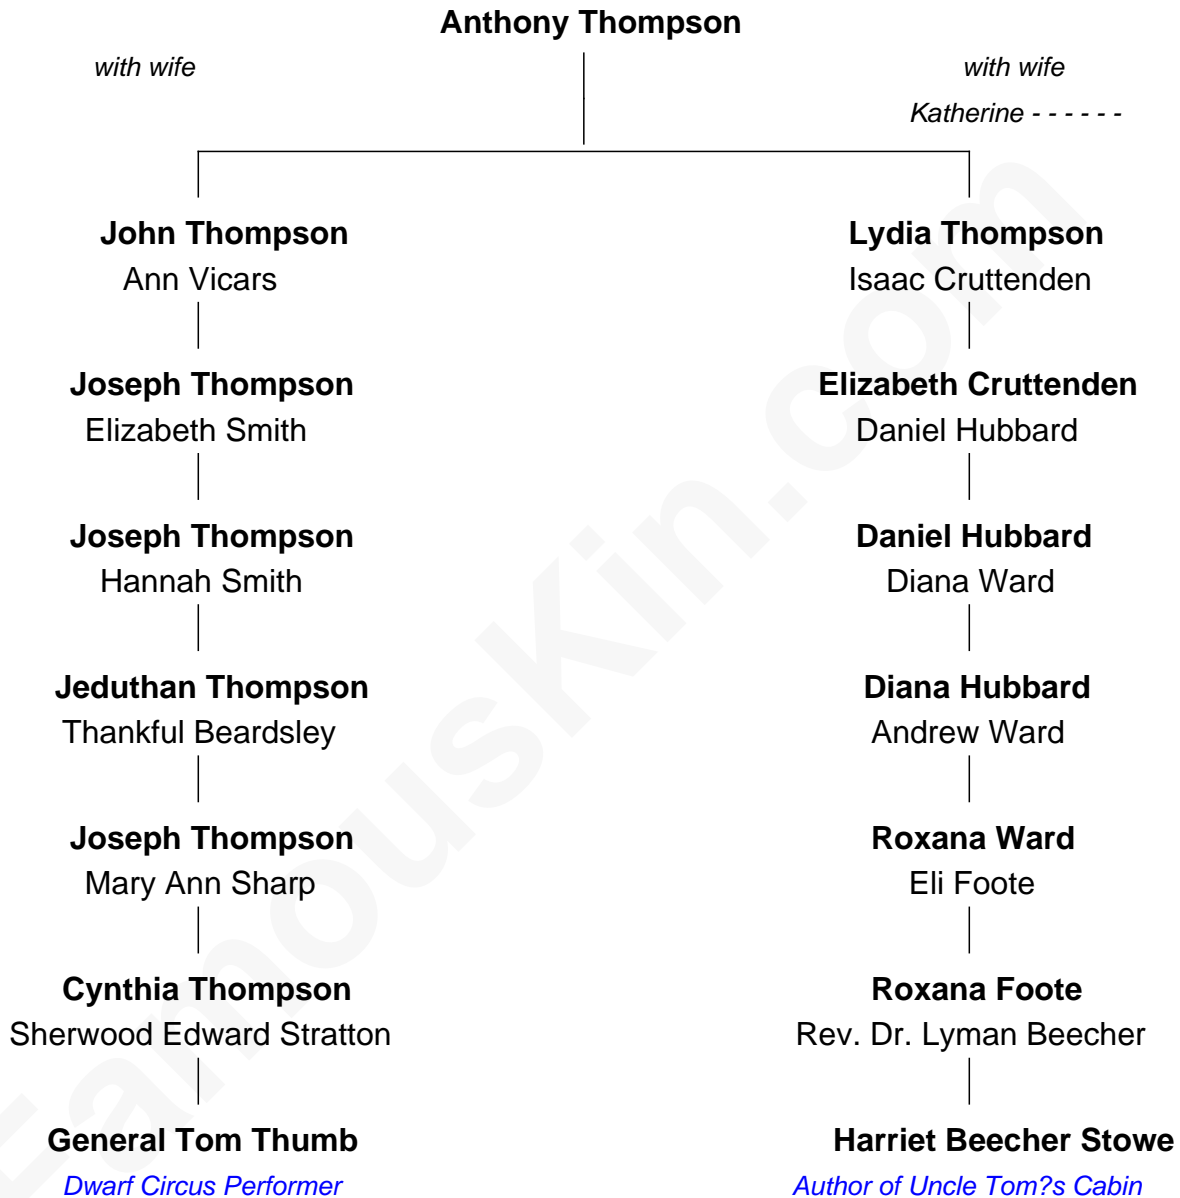 Anthony Thompson
with wife
with wife
Katherine - - - - - -
John Thompson
Ann Vicars
Lydia Thompson
Isaac Cruttenden
Joseph Thompson
Elizabeth Smith
Elizabeth Cruttenden
Daniel Hubbard
Joseph Thompson
Hannah Smith
Daniel Hubbard
Diana Ward
Jeduthan Thompson
Thankful Beardsley
Diana Hubbard
Andrew Ward
Joseph Thompson
Mary Ann Sharp
Roxana Ward
Eli Foote
Cynthia Thompson
Sherwood Edward Stratton
Roxana Foote
Rev. Dr. Lyman Beecher
General Tom Thumb
Dwarf Circus Performer
Harriet Beecher Stowe
Author of Uncle Tom?s Cabin
FamousKin.com